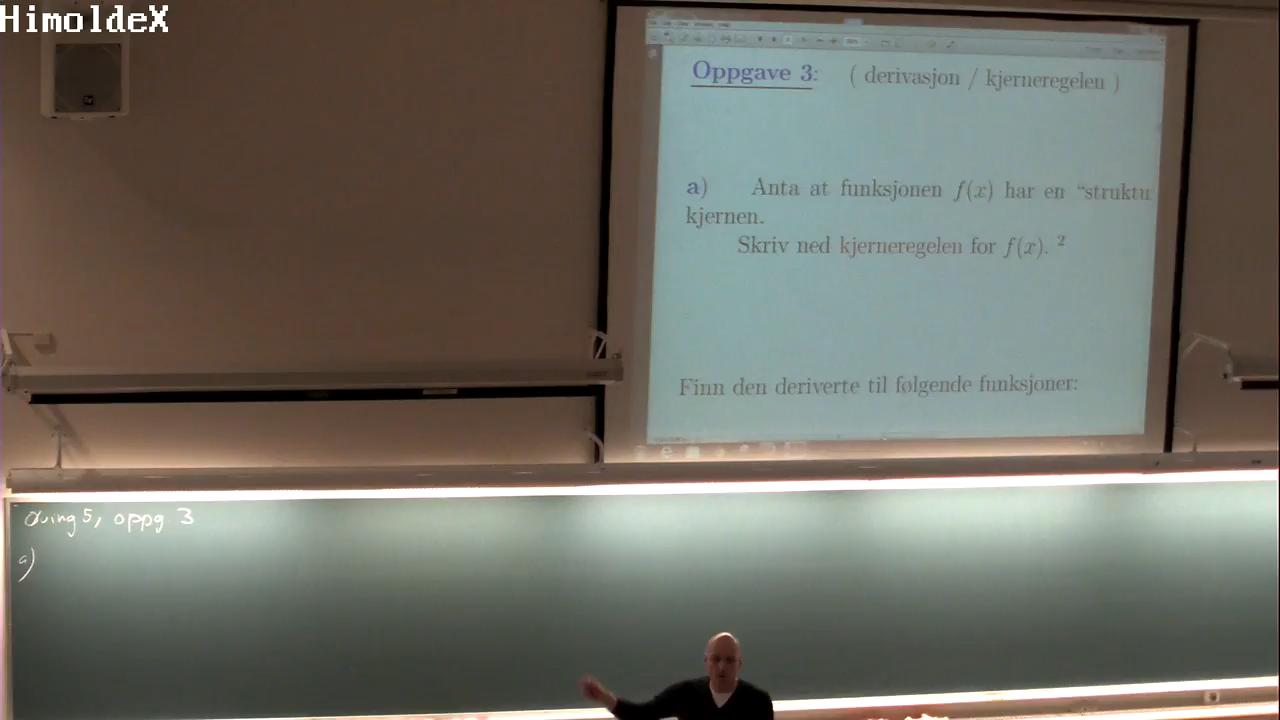 HimoldeX
Oppgave 3: ( derivasjon / kjerneregelen )
a) Anta at funksjonen f(x) har en “struktu
kjernen.
Skriv ned kjerneregelen for f(x). ²
Finn den deriverte til følgende funksjoner:
Øving 5, oppg. 3
a)